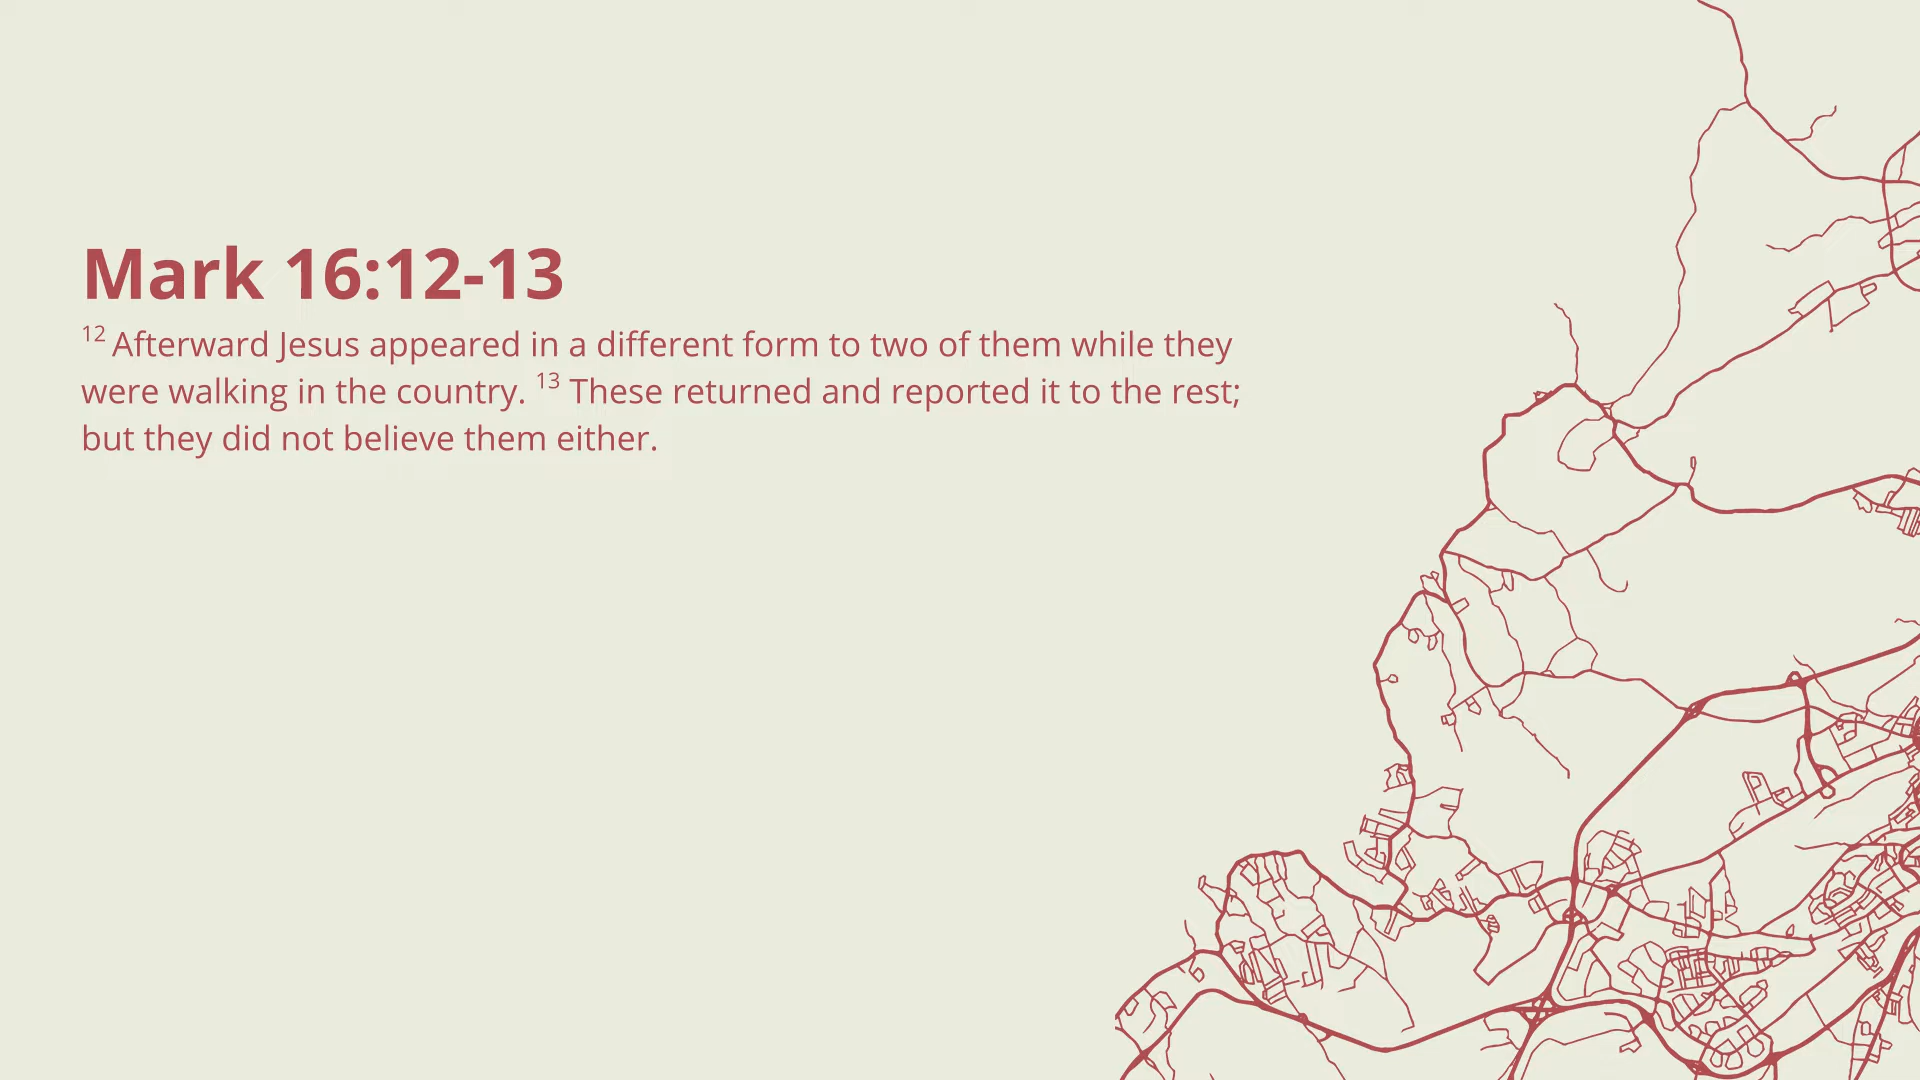 Mark 16:12-13
12 Afterward Jesus appeared in a different form to two of them while they
were walking in the country. 13 These returned and reported it to the rest;
but they did not believe them either.